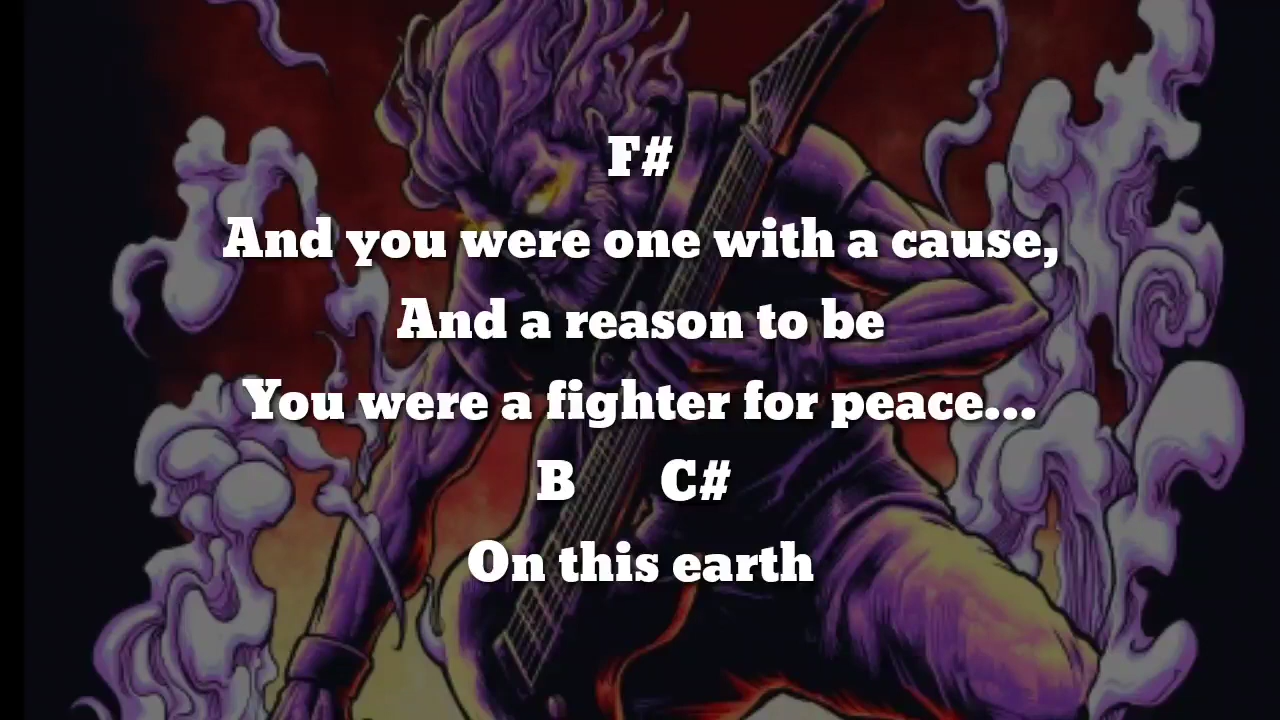 F#
And you were one with a cause,
And a reason to be
You were a fighter for peace...
B C#
On this earth